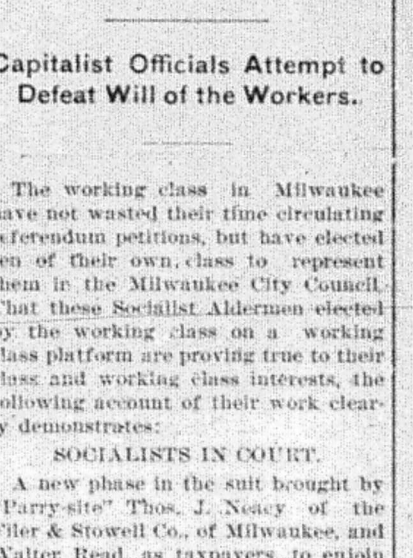 Capitalist Officials Attempt to
Defeat Will of the Workers.
The working class in Milwaukee
have not wasted their time circulating
referendum petitions, but have elected
men of their own class to represent
them in the Milwaukee City Council.
That these Socialist Aldermen elected
by the working class on a working
class platform are proving true to their
class and working class interests, the
following account of their work clear-
ly demonstrates:
SOCIALISTS IN COURT.
A new phase in the suit brought by
"Parry-site" Thos. J. Neacy of the
Filer & Stowell Co., of Milwaukee, and
Walter Read, as taxpayers, to enjoin